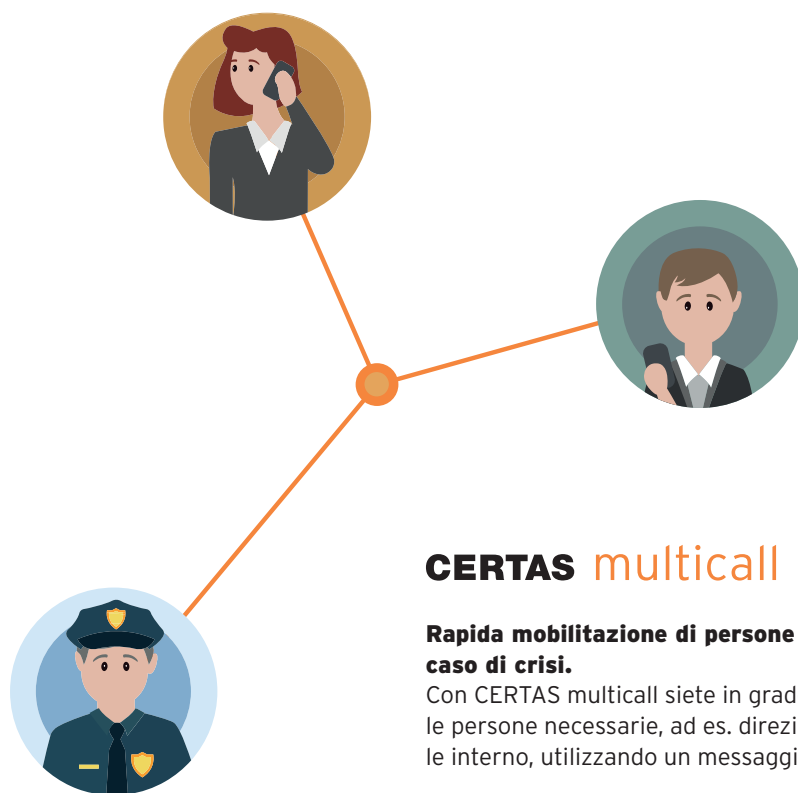 CERTAS multicall
Rapida mobilitazione di persone
caso di crisi.
Con CERTAS multicall siete in grad
le persone necessarie, ad es. direzi
le interno, utilizzando un messaggi